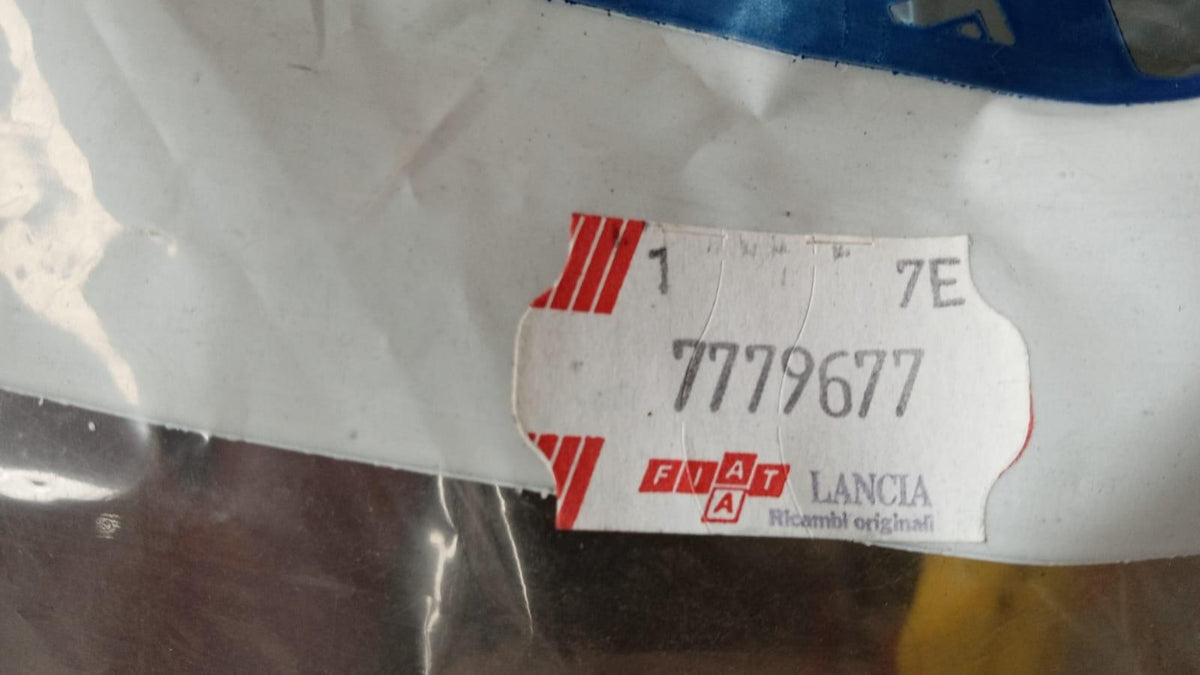 1 7E
7779677
FIAT LANCIA
A
Ricambi originali